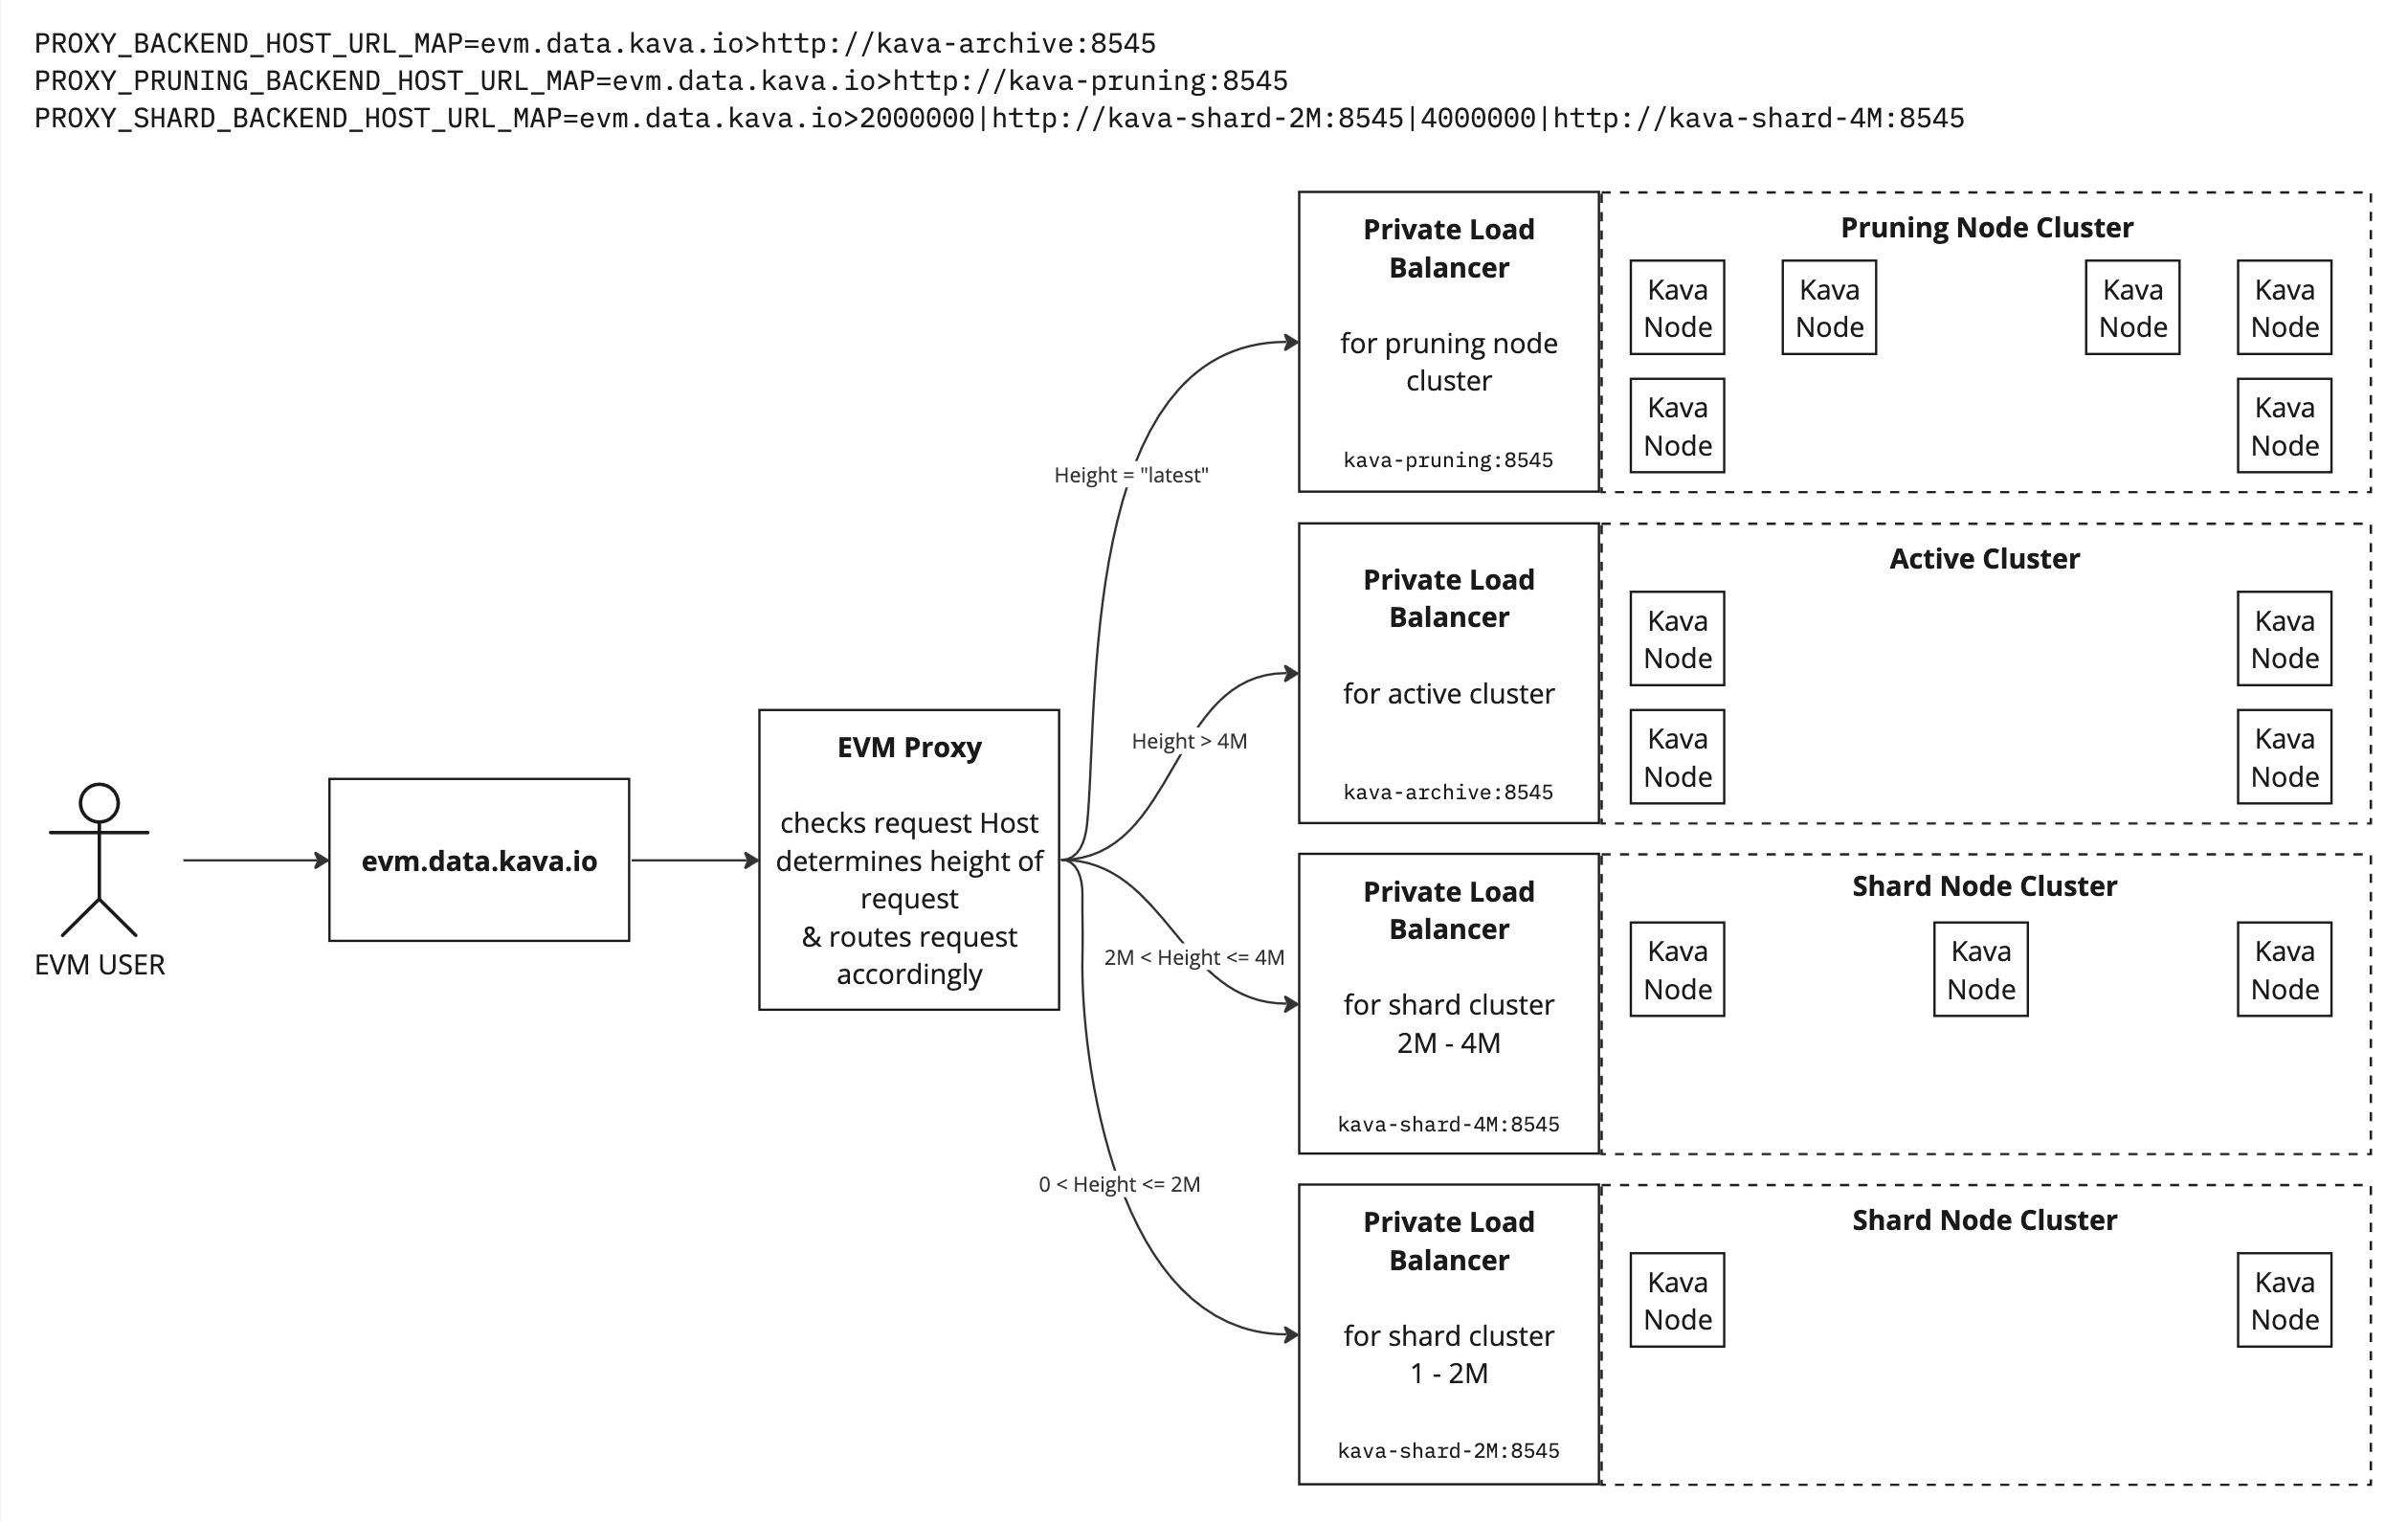 PROXY_BACKEND_HOST_URL_MAP=evm.data.kava.io>http://kava-archive:8545
PROXY_PRUNING_BACKEND_HOST_URL_MAP=evm.data.kava.io>http://kava-pruning:8545
PROXY_SHARD_BACKEND_HOST_URL_MAP=evm.data.kava.io>2000000|http://kava-shard-2M:8545|4000000|http://kava-shard-4M:8545
EVM USER
evm.data.kava.io
EVM Proxy
checks request Host
determines height of
request
& routes request
accordingly
Height = "latest"
Height > 4M
2M < Height <= 4M
0 < Height <= 2M
Private Load
Balancer
for pruning node
cluster
kava-pruning:8545
Pruning Node Cluster
Kava
Node
Kava
Node
Kava
Node
Kava
Node
Kava
Node
Kava
Node
Private Load
Balancer
for active cluster
kava-archive:8545
Active Cluster
Kava
Node
Kava
Node
Kava
Node
Kava
Node
Private Load
Balancer
for shard cluster
2M - 4M
kava-shard-4M:8545
Shard Node Cluster
Kava
Node
Kava
Node
Kava
Node
Private Load
Balancer
for shard cluster
1 - 2M
kava-shard-2M:8545
Shard Node Cluster
Kava
Node
Kava
Node